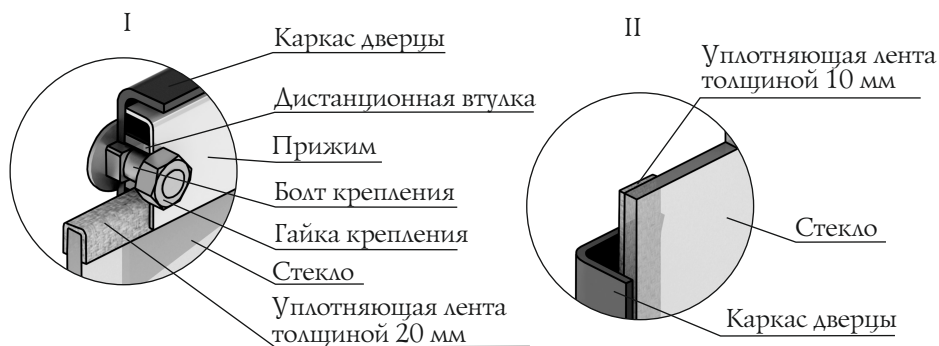 I
Каркас дверцы
Дистанционная втулка
Прижим
Болт крепления
Гайка крепления
Стекло
Уплотняющая лента
толщиной 20 мм
II
Уплотняющая лента
толщиной 10 мм
Стекло
Каркас дверцы